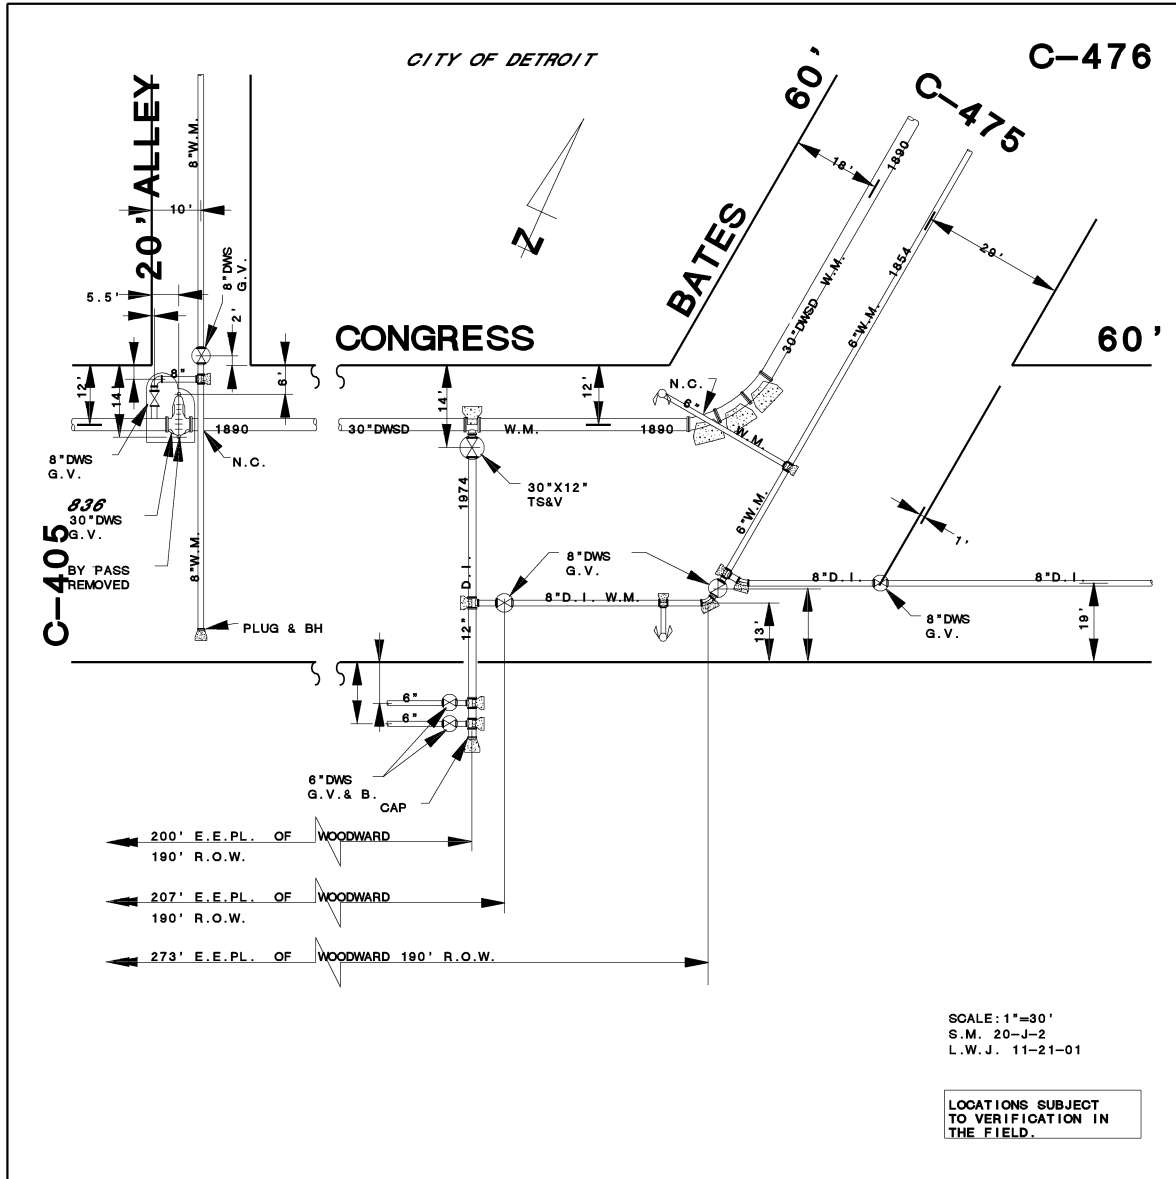 CITY OF DETROIT
C-476
C-475
60'
20' ALLEY
8"W.M.
10'
18'
1890
BATES
29'
1854
8"DWS
G.V.
5.5'
2'
30"DWSD W.M.
6"W.M.
CONGRESS
60'
8"
6'
12'
14'
14'
12'
N.C.
6"
W.M.
1890
30"DWSD
W.M.
1890
8"DWS
G.V.
N.C.
836
30"DWS
G.V.
30"X12"
TS&V
1974
6"W.M.
1'
C-405
BY PASS
REMOVED
8"W.M.
8"DWS
G.V.
D.I.
12"
8"D.I. W.M.
8"D.I.
8"D.I.
PLUG & BH
13'
8"DWS
G.V.
19'
6"
6"
6"DWS
G.V.& B.
CAP
200' E.E.PL. OF WOODWARD
190' R.O.W.
207' E.E.PL. OF WOODWARD
190' R.O.W.
273' E.E.PL. OF WOODWARD 190' R.O.W.
SCALE:1"=30'
S.M. 20-J-2
L.W.J. 11-21-01
LOCATIONS SUBJECT
TO VERIFICATION IN
THE FIELD.
Z